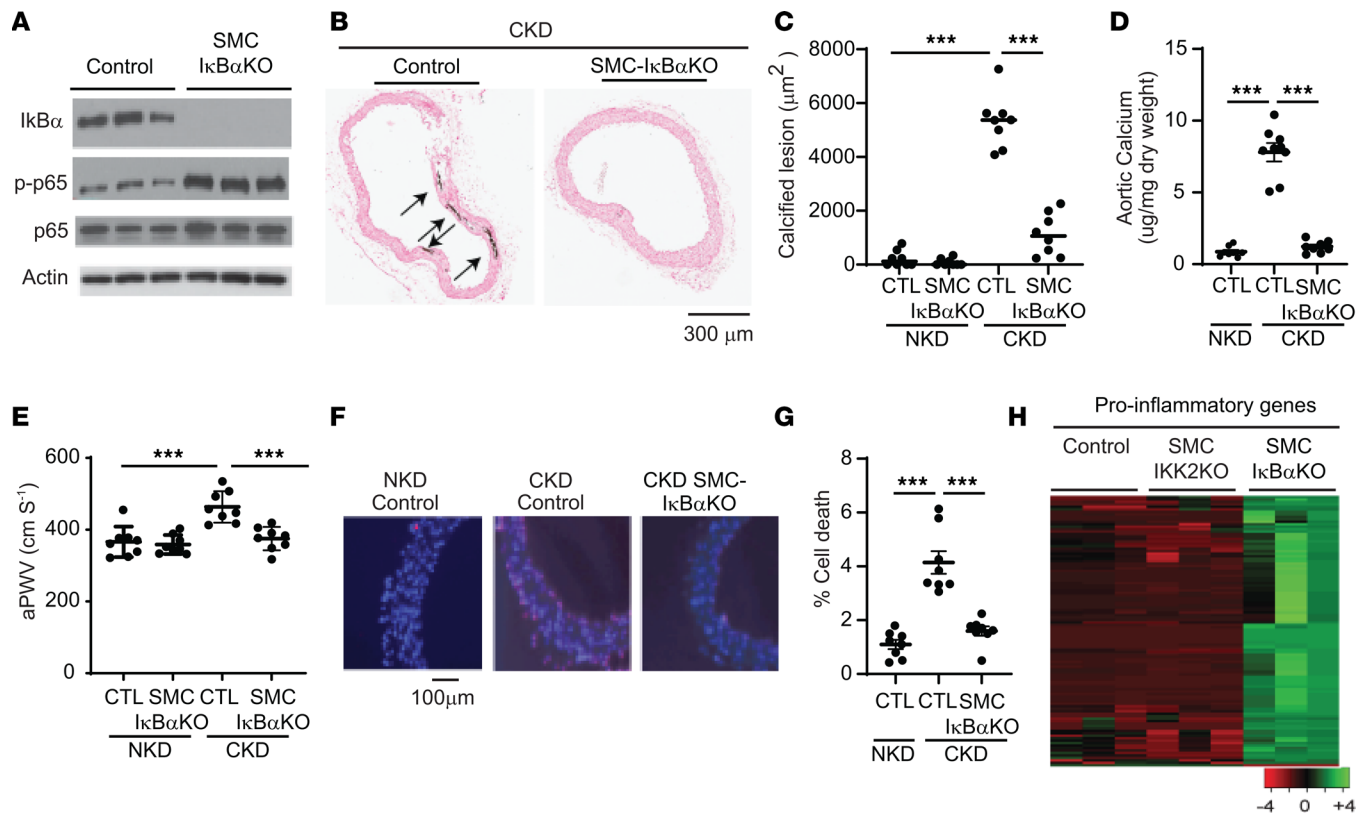 A
Control
SMC
IκBαKO
IkBα
p-p65
p65
Actin
B
CKD
Control
SMC-IκBαKO
300 μm
C
Calcified lesion (μm2)
8000
6000
4000
2000
0
***
***
CTL SMC CTL SMC
IκBαKO IκBαKO
NKD CKD
D
Aortic Calcium
(ug/mg dry weight)
15
10
5
0
***
***
CTL CTL SMC
IκBαKO
NKD CKD
E
aPWV (cm S-1)
600
400
200
0
***
***
CTL SMC CTL SMC
IκBαKO IκBαKO
NKD CKD
F
NKD
Control
CKD
Control
CKD SMC-
IκBαKO
100μm
G
% Cell death
8
6
4
2
0
***
***
CTL CTL SMC
IκBαKO
NKD CKD
H
Pro-inflammatory genes
Control
SMC
IKK2KO
SMC
IκBαKO
-4 0 +4